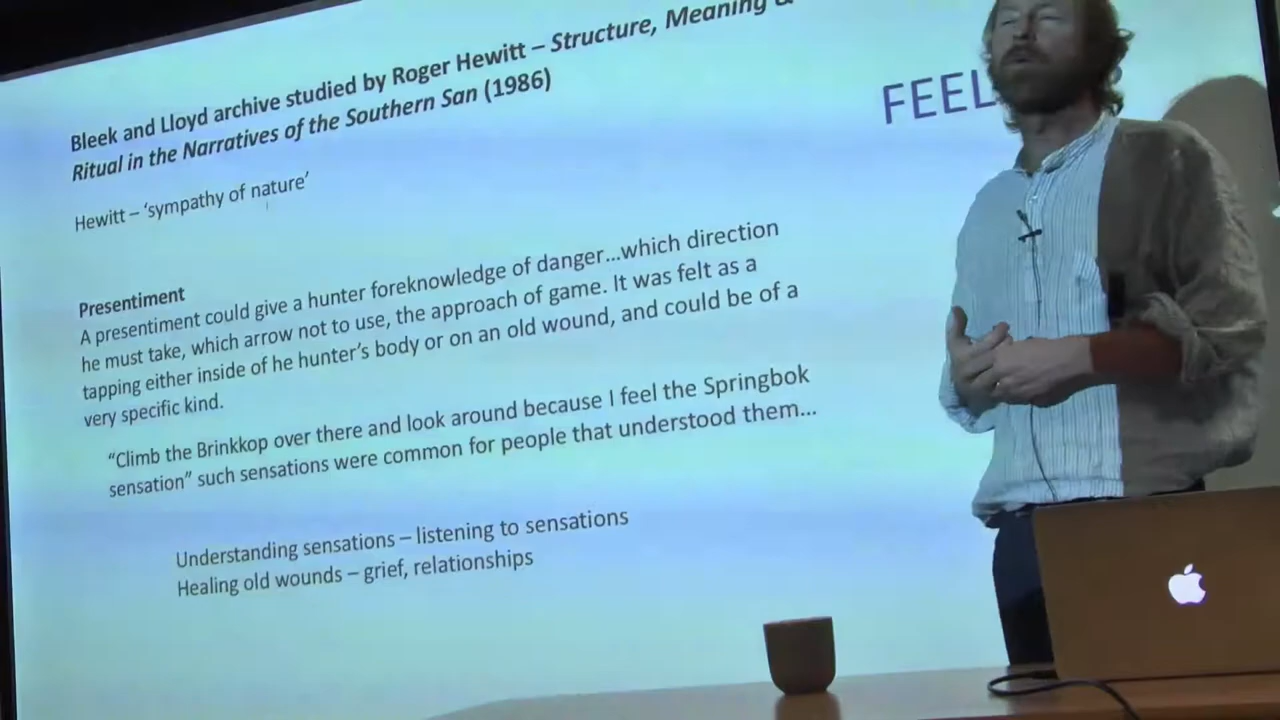 Bleek and Lloyd archive studied by Roger Hewitt – Structure, Meaning &
Ritual in the Narratives of the Southern San (1986)
FEEL
Hewitt – ‘sympathy of nature’
Presentiment
A presentiment could give a hunter foreknowledge of danger…which direction
he must take, which arrow not to use, the approach of game. It was felt as a
tapping either inside of he hunter’s body or on an old wound, and could be of a
very specific kind.
“Climb the Brinkkop over there and look around because I feel the Springbok
sensation” such sensations were common for people that understood them…
Understanding sensations – listening to sensations
Healing old wounds – grief, relationships